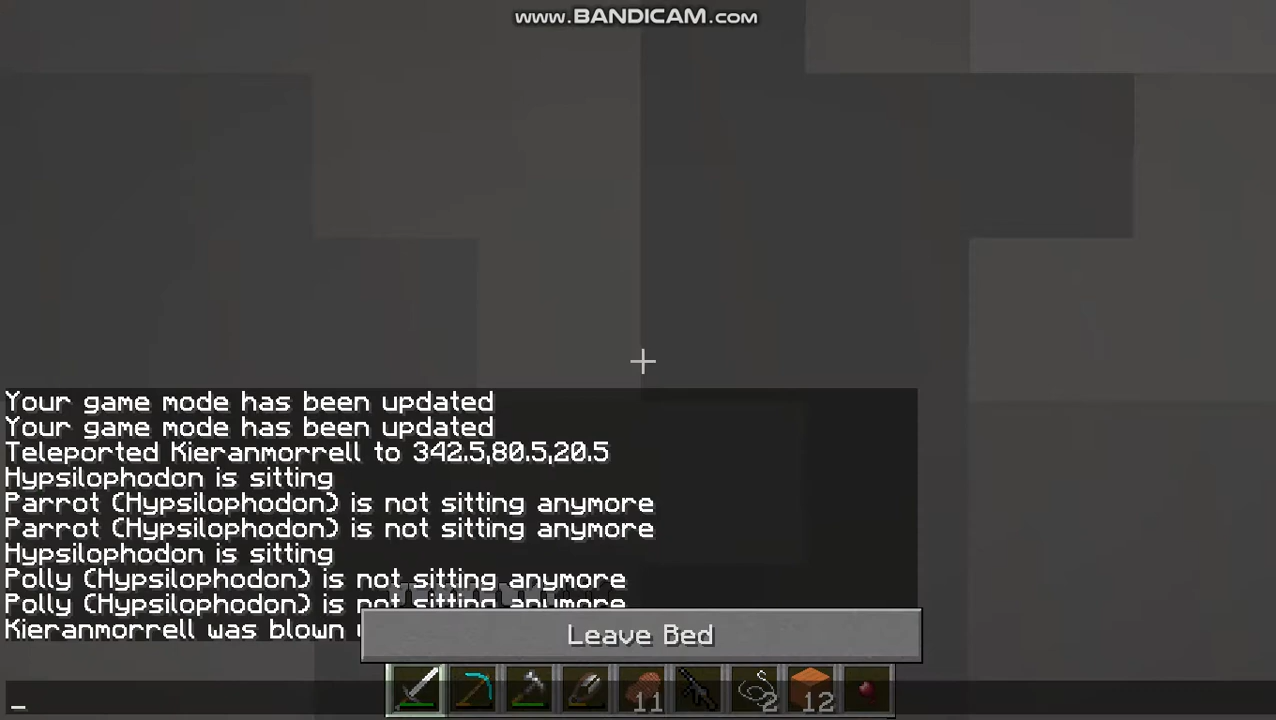 www.BANDICAM.com
Your game mode has been updated
Your game mode has been updated
Teleported Kieranmorrell to 342.5,80.5,20.5
Hypsilophodon is sitting
Parrot (Hypsilophodon) is not sitting anymore
Parrot (Hypsilophodon) is not sitting anymore
Hypsilophodon is sitting
Polly (Hypsilophodon) is not sitting anymore
Polly (Hypsilophodon) is not sitting anymore
Kieranmorrell was blown
Leave Bed
11 2 12
_